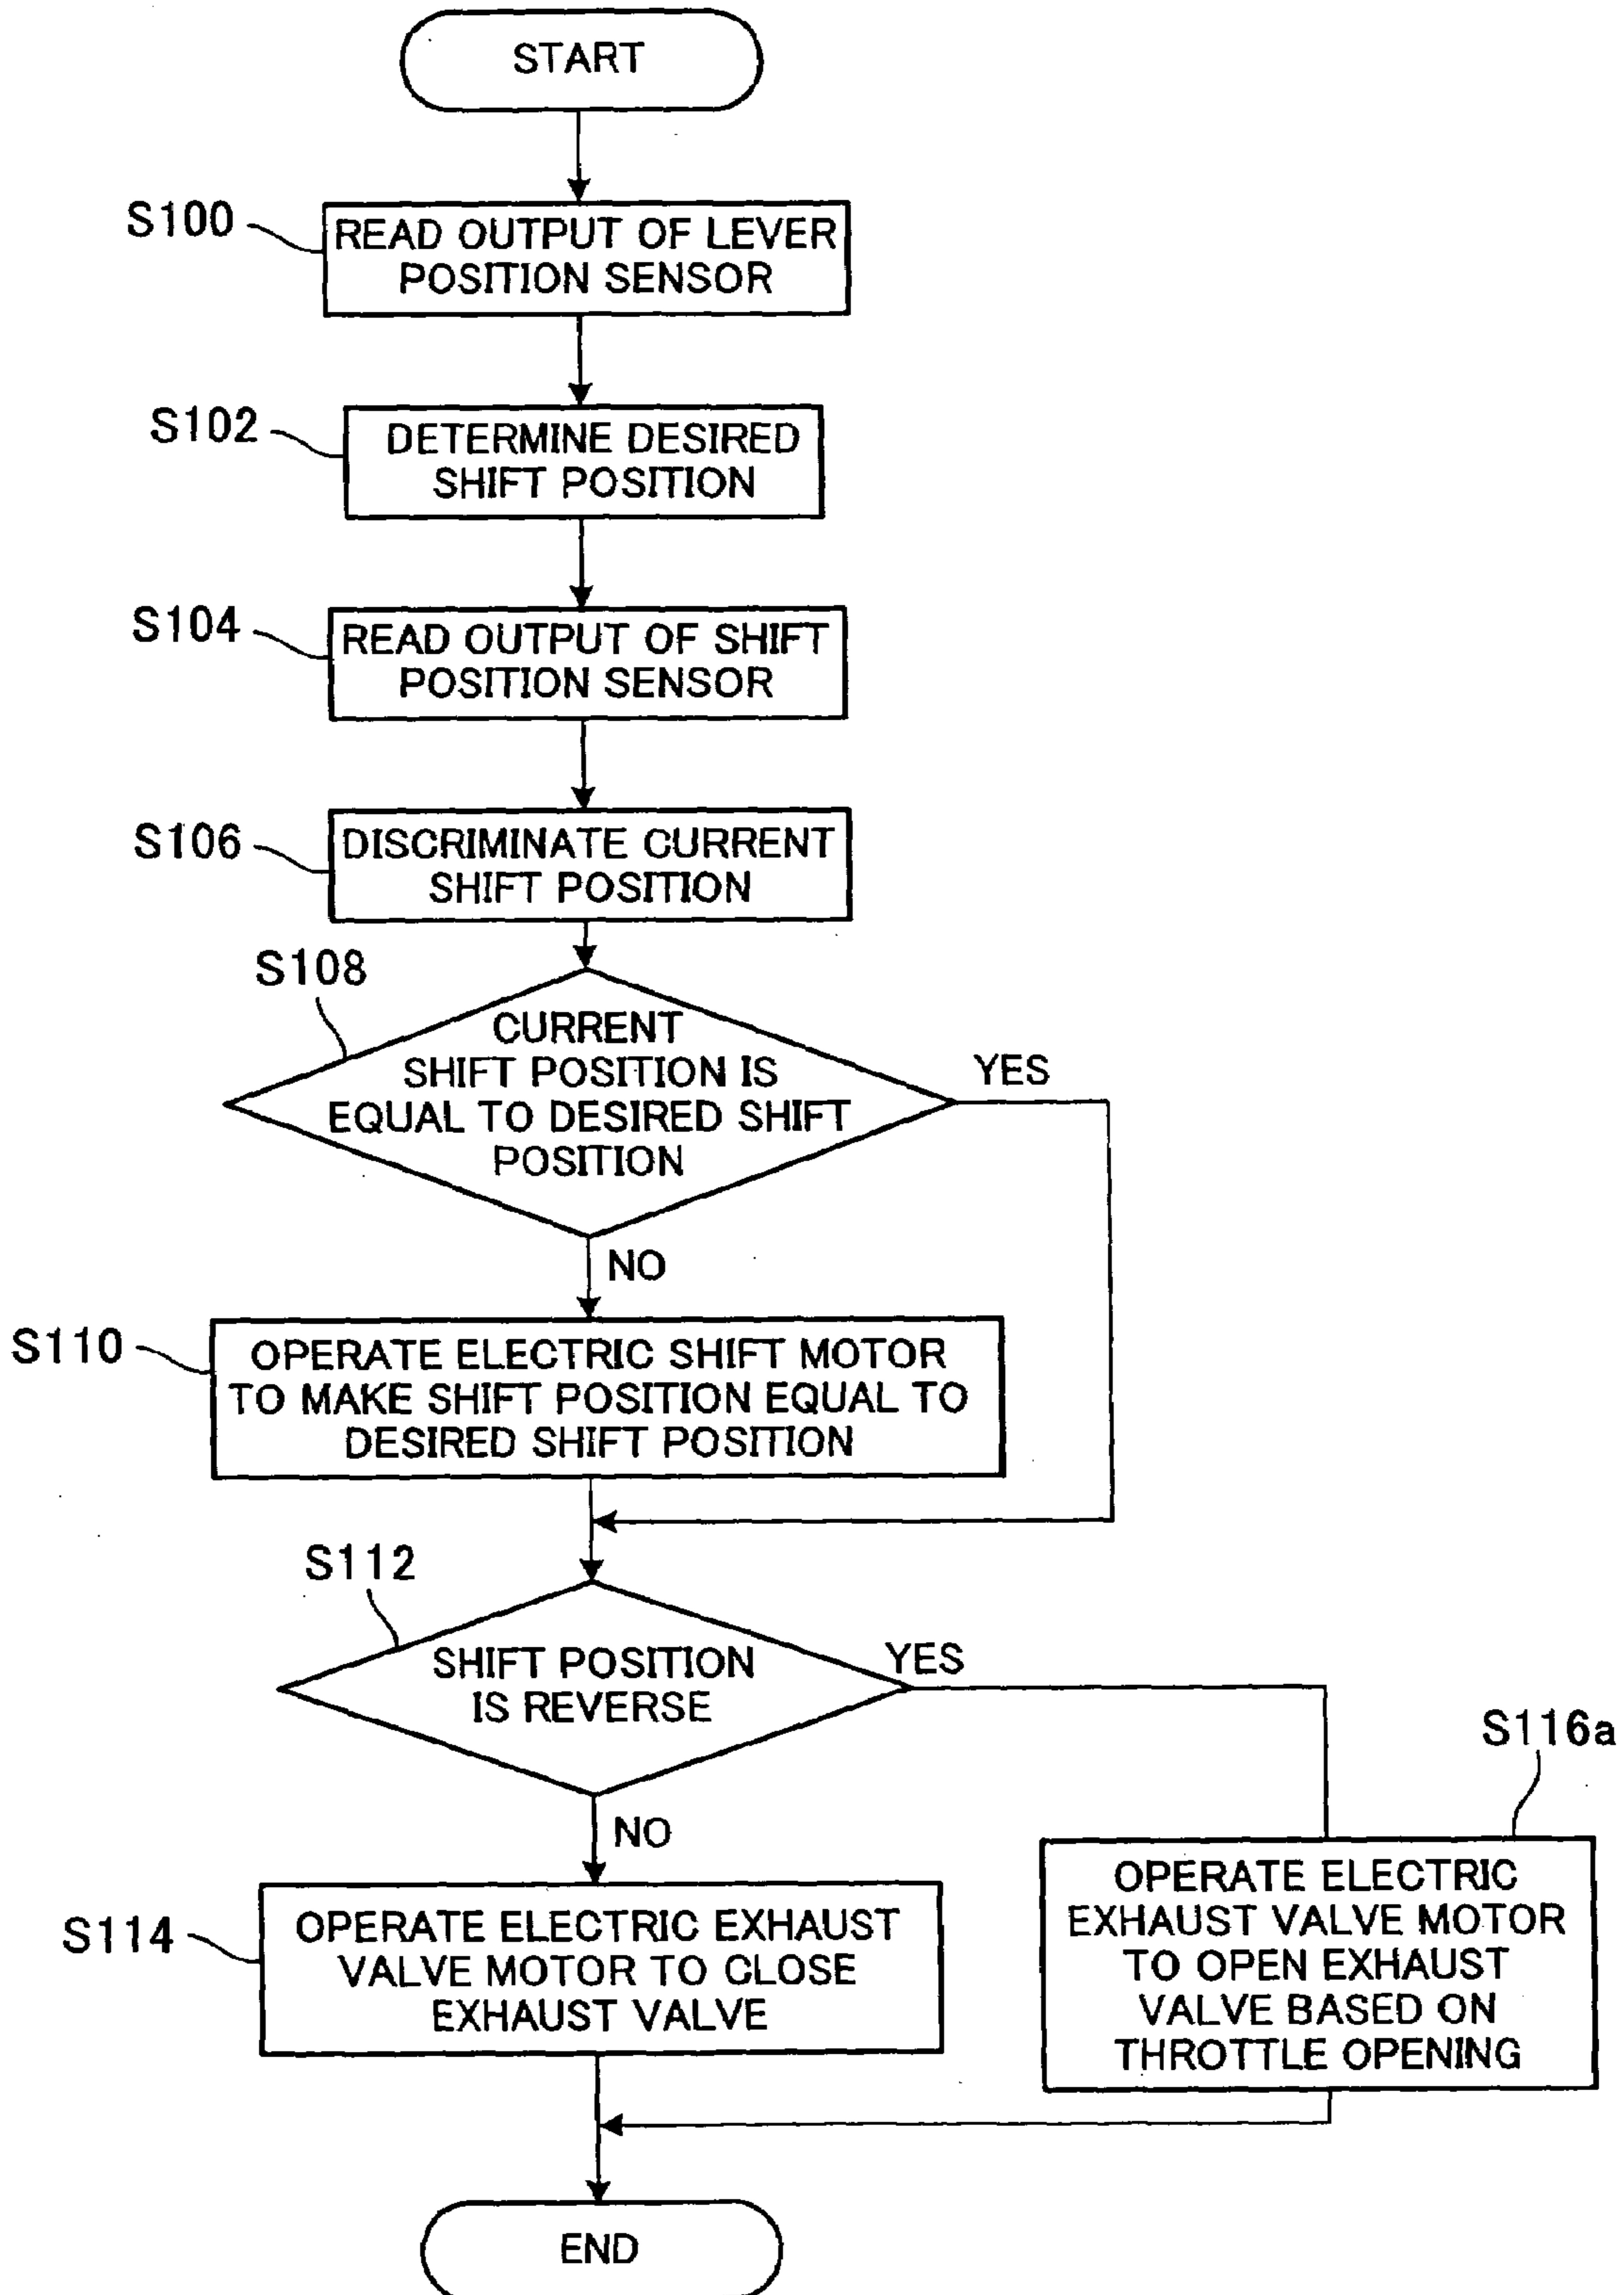 START
S100
READ OUTPUT OF LEVER
POSITION SENSOR
S102
DETERMINE DESIRED
SHIFT POSITION
S104
READ OUTPUT OF SHIFT
POSITION SENSOR
S106
DISCRIMINATE CURRENT
SHIFT POSITION
S108
CURRENT
SHIFT POSITION IS
EQUAL TO DESIRED SHIFT
POSITION
YES
NO
S110
OPERATE ELECTRIC SHIFT MOTOR
TO MAKE SHIFT POSITION EQUAL TO
DESIRED SHIFT POSITION
S112
SHIFT POSITION
IS REVERSE
YES
NO
S116a
OPERATE ELECTRIC
EXHAUST VALVE MOTOR
TO OPEN EXHAUST
VALVE BASED ON
THROTTLE OPENING
S114
OPERATE ELECTRIC EXHAUST
VALVE MOTOR TO CLOSE
EXHAUST VALVE
END